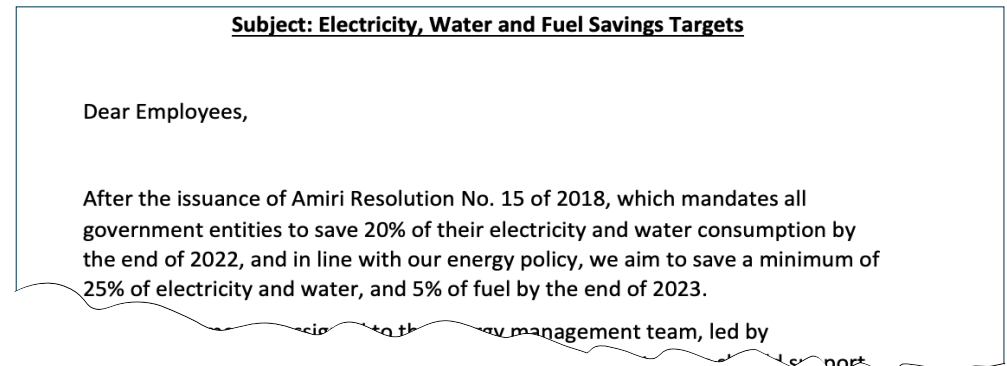 Subject: Electricity, Water and Fuel Savings Targets
Dear Employees,
After the issuance of Amiri Resolution No. 15 of 2018, which mandates all
government entities to save 20% of their electricity and water consumption by
the end of 2022, and in line with our energy policy, we aim to save a minimum of
25% of electricity and water, and 5% of fuel by the end of 2023.
management team, led by